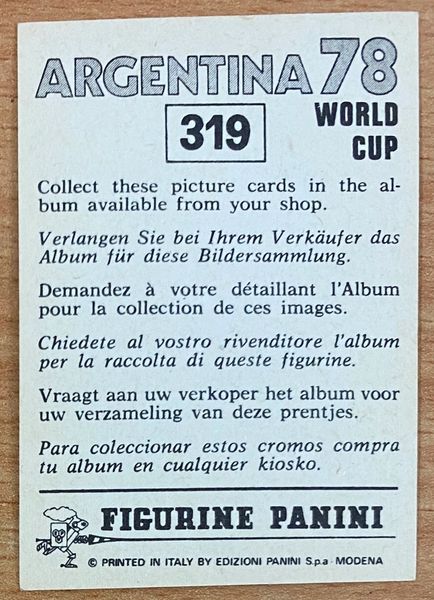 ARGENTINA 78
319
WORLD
CUP
Collect these picture cards in the al-
bum available from your shop.
Verlangen Sie bei Ihrem Verkäufer das
Album für diese Bildersammlung.
Demandez à votre détaillant l'Album
pour la collection de ces images.
Chiedete al vostro rivenditore l'album
per la raccolta di queste figurine.
Vraagt aan uw verkoper het album voor
uw verzameling van deze prentjes.
Para coleccionar estos cromos compra
tu album en cualquier kiosko.
FIGURINE PANINI
© PRINTED IN ITALY BY EDIZIONI PANINI S.p.a - MODENA